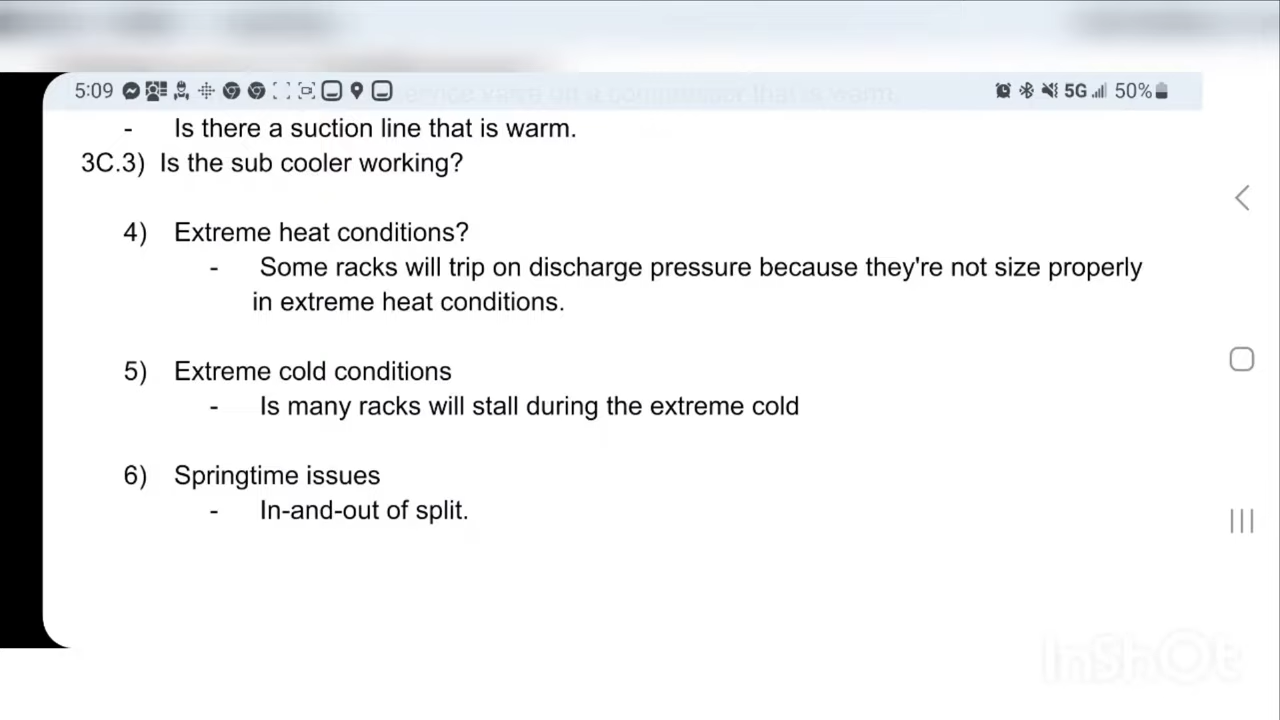 5:09 5G 50%
- Is there a suction line that is warm.
3C.3) Is the sub cooler working?
4) Extreme heat conditions?
- Some racks will trip on discharge pressure because they're not size properly
in extreme heat conditions.
5) Extreme cold conditions
- Is many racks will stall during the extreme cold
6) Springtime issues
- In-and-out of split.
InShOt